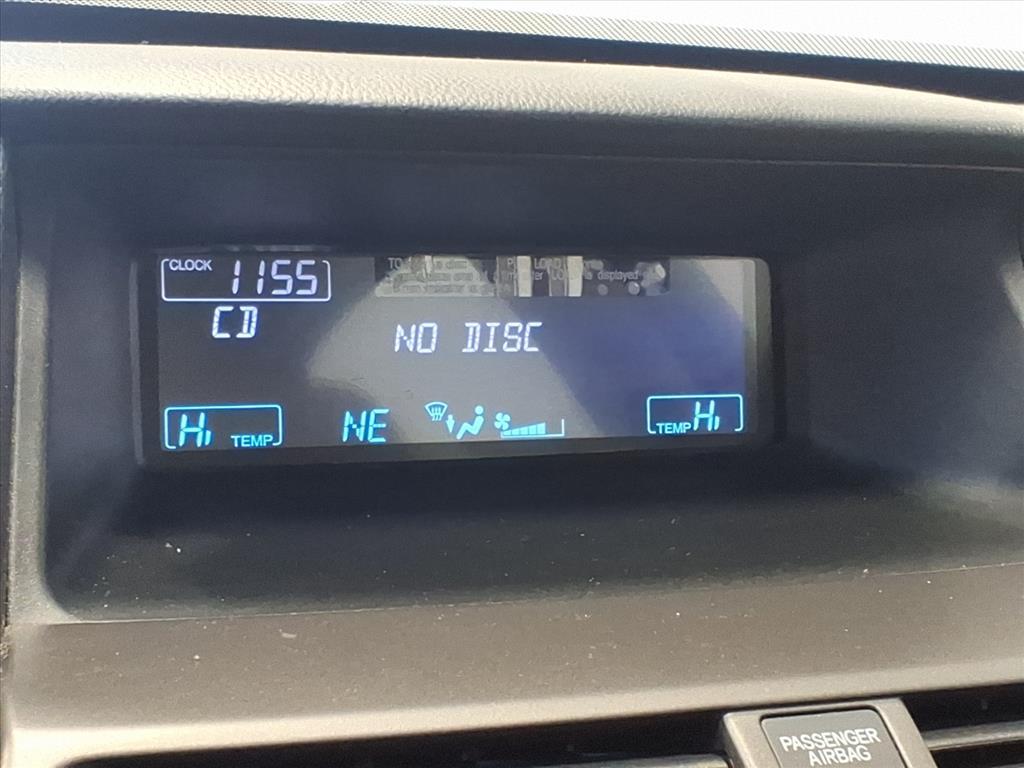 CLOCK 1155
CD
NO DISC
Hi TEMP
NE
TEMP Hi
PASSENGER
AIRBAG